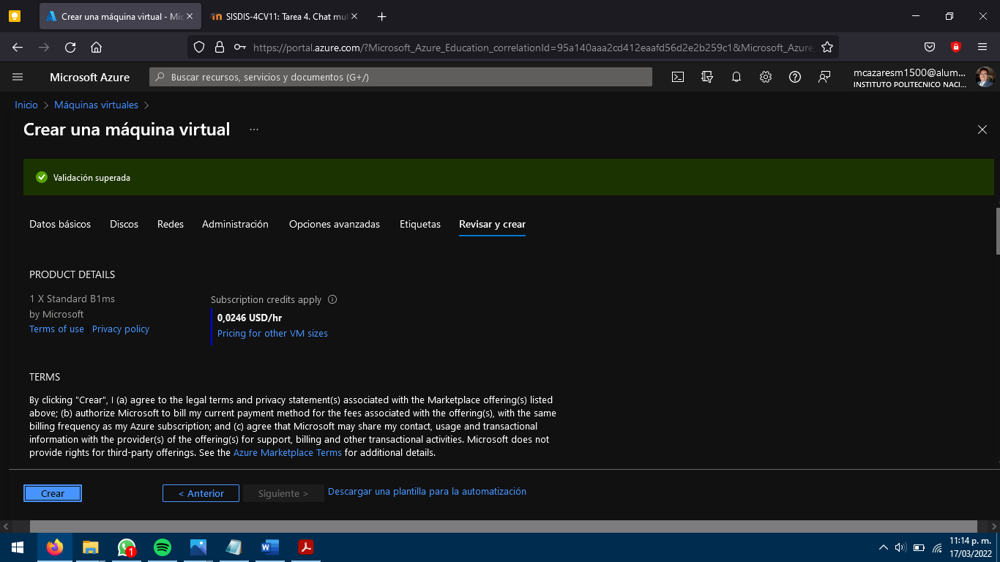 Crear una máquina virtual - Mic
SISDIS-4CV11: Tarea 4. Chat mul
https://portal.azure.com/?Microsoft_Azure_Education_correlationId=95a140aaa2cd412eaafd56d2e2b259c1&Microsoft_Azure_
Microsoft Azure
Buscar recursos, servicios y documentos (G+/)
mcazaresm1500@alum...
INSTITUTO POLITECNICO NACI...
Inicio > Máquinas virtuales >
Crear una máquina virtual ...
Validación superada
Datos básicos Discos Redes Administración Opciones avanzadas Etiquetas Revisar y crear
PRODUCT DETAILS
1 X Standard B1ms
by Microsoft
Terms of use | Privacy policy
Subscription credits apply
0,0246 USD/hr
Pricing for other VM sizes
TERMS
By clicking "Crear", I (a) agree to the legal terms and privacy statement(s) associated with the Marketplace offering(s) listed
above; (b) authorize Microsoft to bill my current payment method for the fees associated with the offering(s), with the same
billing frequency as my Azure subscription; and (c) agree that Microsoft may share my contact, usage and transactional
information with the provider(s) of the offering(s) for support, billing and other transactional activities. Microsoft does not
provide rights for third-party offerings. See the Azure Marketplace Terms for additional details.
Crear < Anterior Siguiente > Descargar una plantilla para la automatización
1
11:14 p. m.
17/03/2022